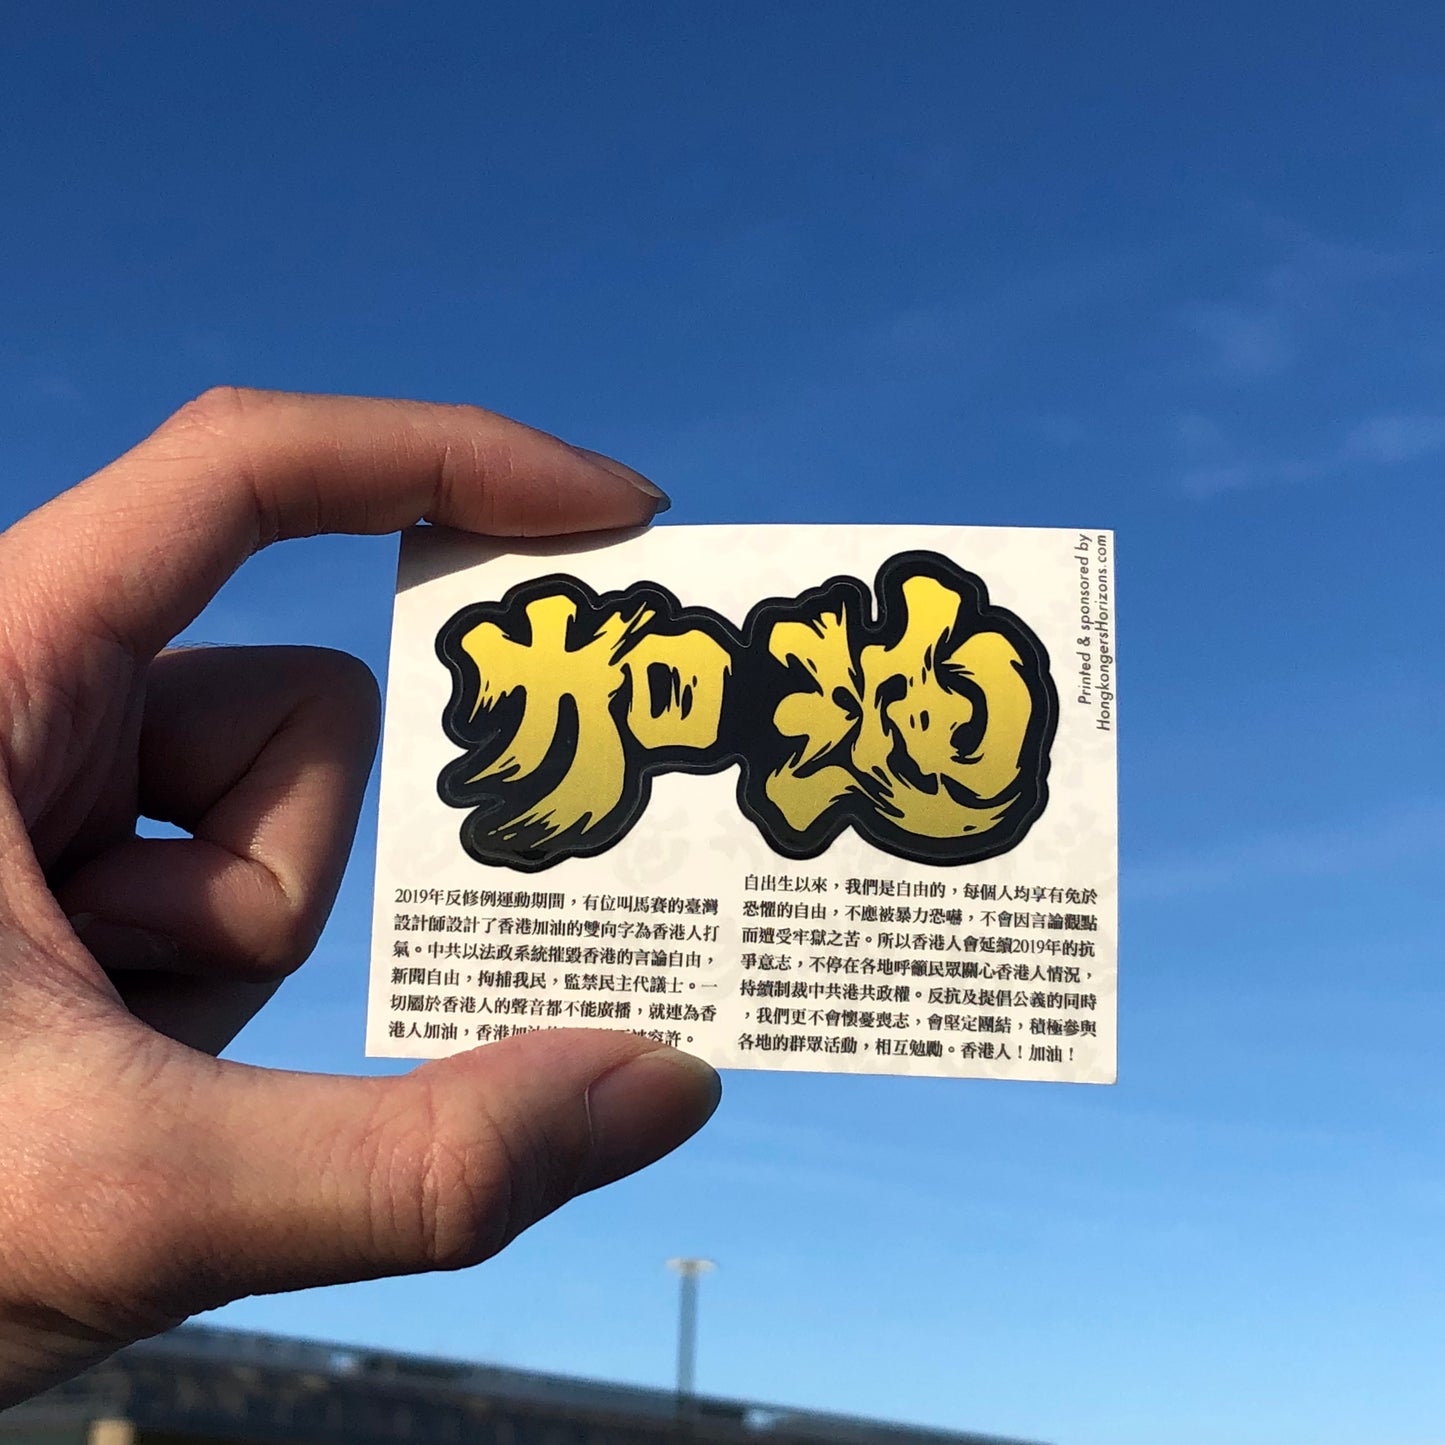 加油
Printed & sponsored by
HongkongersHorizons.com
2019年反修例運動期間，有位叫馬賽的臺灣
設計師設計了香港加油的雙向字為香港人打
氣。中共以法政系統摧毀香港的言論自由，
新聞自由，拘捕我民，監禁民主代議士。一
切屬於香港人的聲音都不能廣播，就連為香
港人加油，香港加油 容許。
自出生以來，我們是自由的，每個人均享有免於
恐懼的自由，不應被暴力恐嚇，不會因言論觀點
而遭受牢獄之苦。所以香港人會延續2019年的抗
爭意志，不停在各地呼籲民眾關心香港人情況，
持續制裁中共港共政權。反抗及提倡公義的同時
，我們更不會懷憂喪志，會堅定團結，積極參與
各地的群眾活動，相互勉勵。香港人！加油！